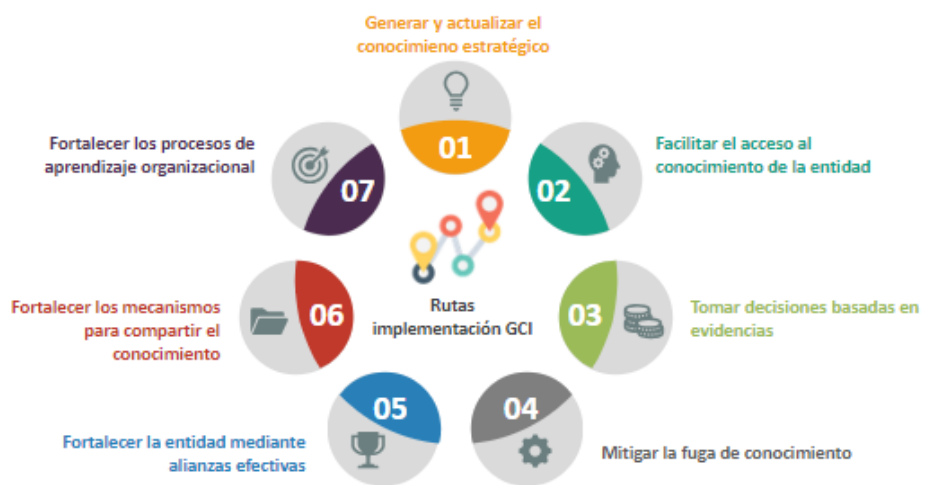 Generar y actualizar el
conocimieno estratégico
01
Facilitar el acceso al
conocimiento de la entidad
02
Tomar decisiones basadas en
evidencias
03
Mitigar la fuga de conocimiento
04
Fortalecer la entidad mediante
alianzas efectivas
05
Fortalecer los mecanismos
para compartir el
conocimiento
06
Fortalecer los procesos de
aprendizaje organizacional
07
Rutas
implementación GCI